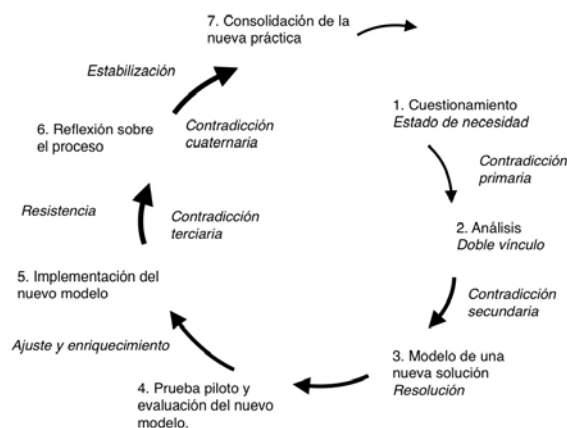 7. Consolidación de la
nueva práctica
Estabilización
1. Cuestionamiento
Estado de necesidad
6. Reflexión sobre
el proceso
Contradicción
cuaternaria
Contradicción
primaria
Resistencia
Contradicción
terciaria
2. Análisis
Doble vínculo
5. Implementación del
nuevo modelo
Contradicción
secundaria
Ajuste y enriquecimiento
3. Modelo de una
nueva solución
Resolución
4. Prueba piloto y
evaluación del nuevo
modelo.